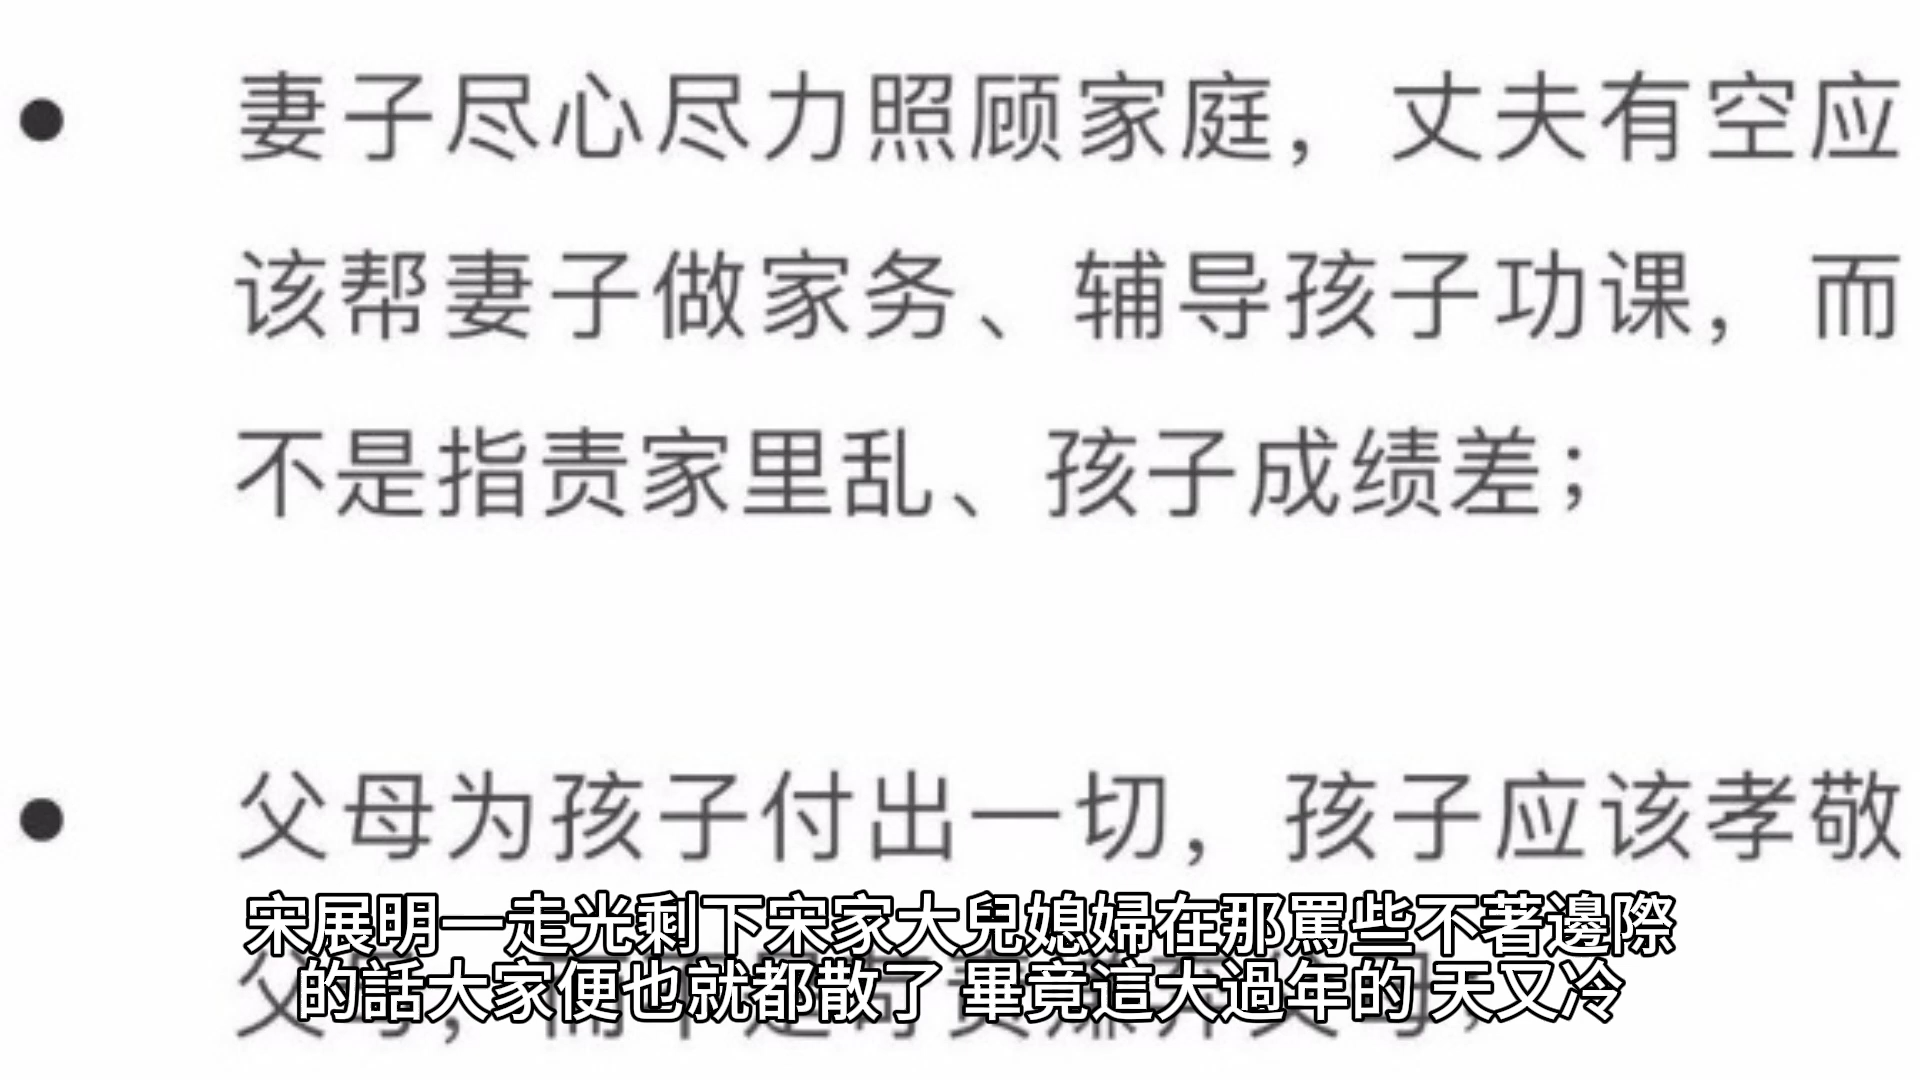 妻子尽心尽力照顾家庭，丈夫有空应
该帮妻子做家务、辅导孩子功课，而
不是指责家里乱、孩子成绩差；
父母为孩子付出一切，孩子应该孝敬
宋展明一走光剩下宋家大兒媳婦在那罵些不著邊際
的話大家便也就都散了 畢竟這大過年的 天又冷
父母，而不是